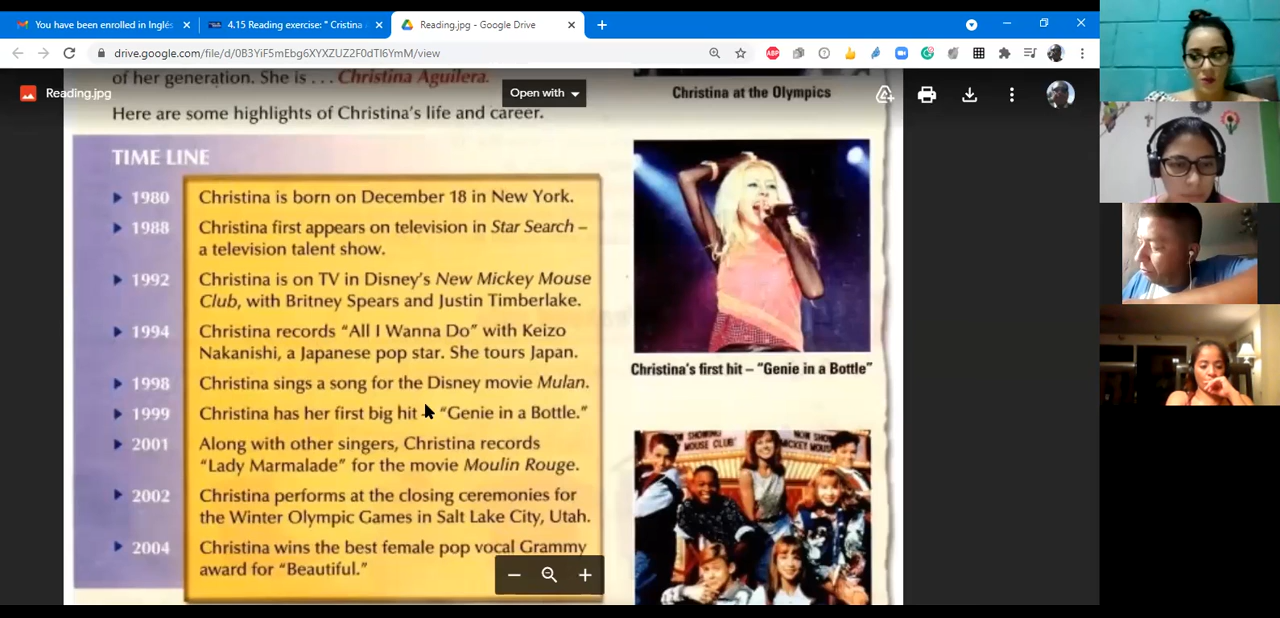 You have been enrolled in Inglés
4.15 Reading exercise: " Cristina
Reading.jpg - Google Drive
drive.google.com/file/d/0B3YiF5mEbg6XYXZUZ2F0dTI6YmM/view
of her generation. She is . . . Christina Aguilera.
Reading.jpg
Open with
Here are some highlights of Christina's life and career.
Christina at the Olympics
TIME LINE
1980 Christina is born on December 18 in New York.
1988 Christina first appears on television in Star Search –
a television talent show.
1992 Christina is on TV in Disney's New Mickey Mouse
Club, with Britney Spears and Justin Timberlake.
1994 Christina records "All I Wanna Do" with Keizo
Nakanishi, a Japanese pop star. She tours Japan.
1998 Christina sings a song for the Disney movie Mulan.
1999 Christina has her first big hit – "Genie in a Bottle."
2001 Along with other singers, Christina records
"Lady Marmalade" for the movie Moulin Rouge.
2002 Christina performs at the closing ceremonies for
the Winter Olympic Games in Salt Lake City, Utah.
2004 Christina wins the best female pop vocal Grammy
award for "Beautiful."
Christina's first hit – "Genie in a Bottle"
SHOWING
MOUSE CLUB
NOW SHO
MICKEY MOUS
ABP